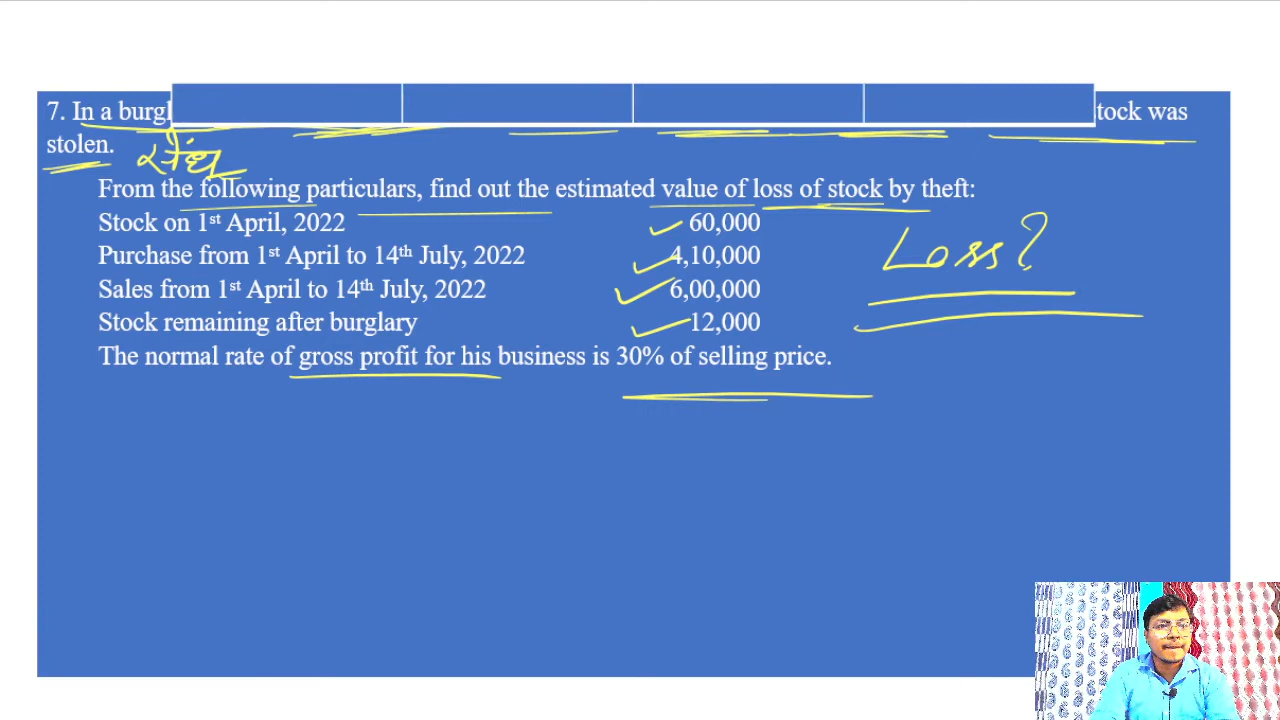 7. In a burgl tock was
stolen. सेंध
From the following particulars, find out the estimated value of loss of stock by theft:
Stock on 1st April, 2022 60,000
Purchase from 1st April to 14th July, 2022 4,10,000
Loss?
Sales from 1st April to 14th July, 2022 6,00,000
Stock remaining after burglary 12,000
The normal rate of gross profit for his business is 30% of selling price.